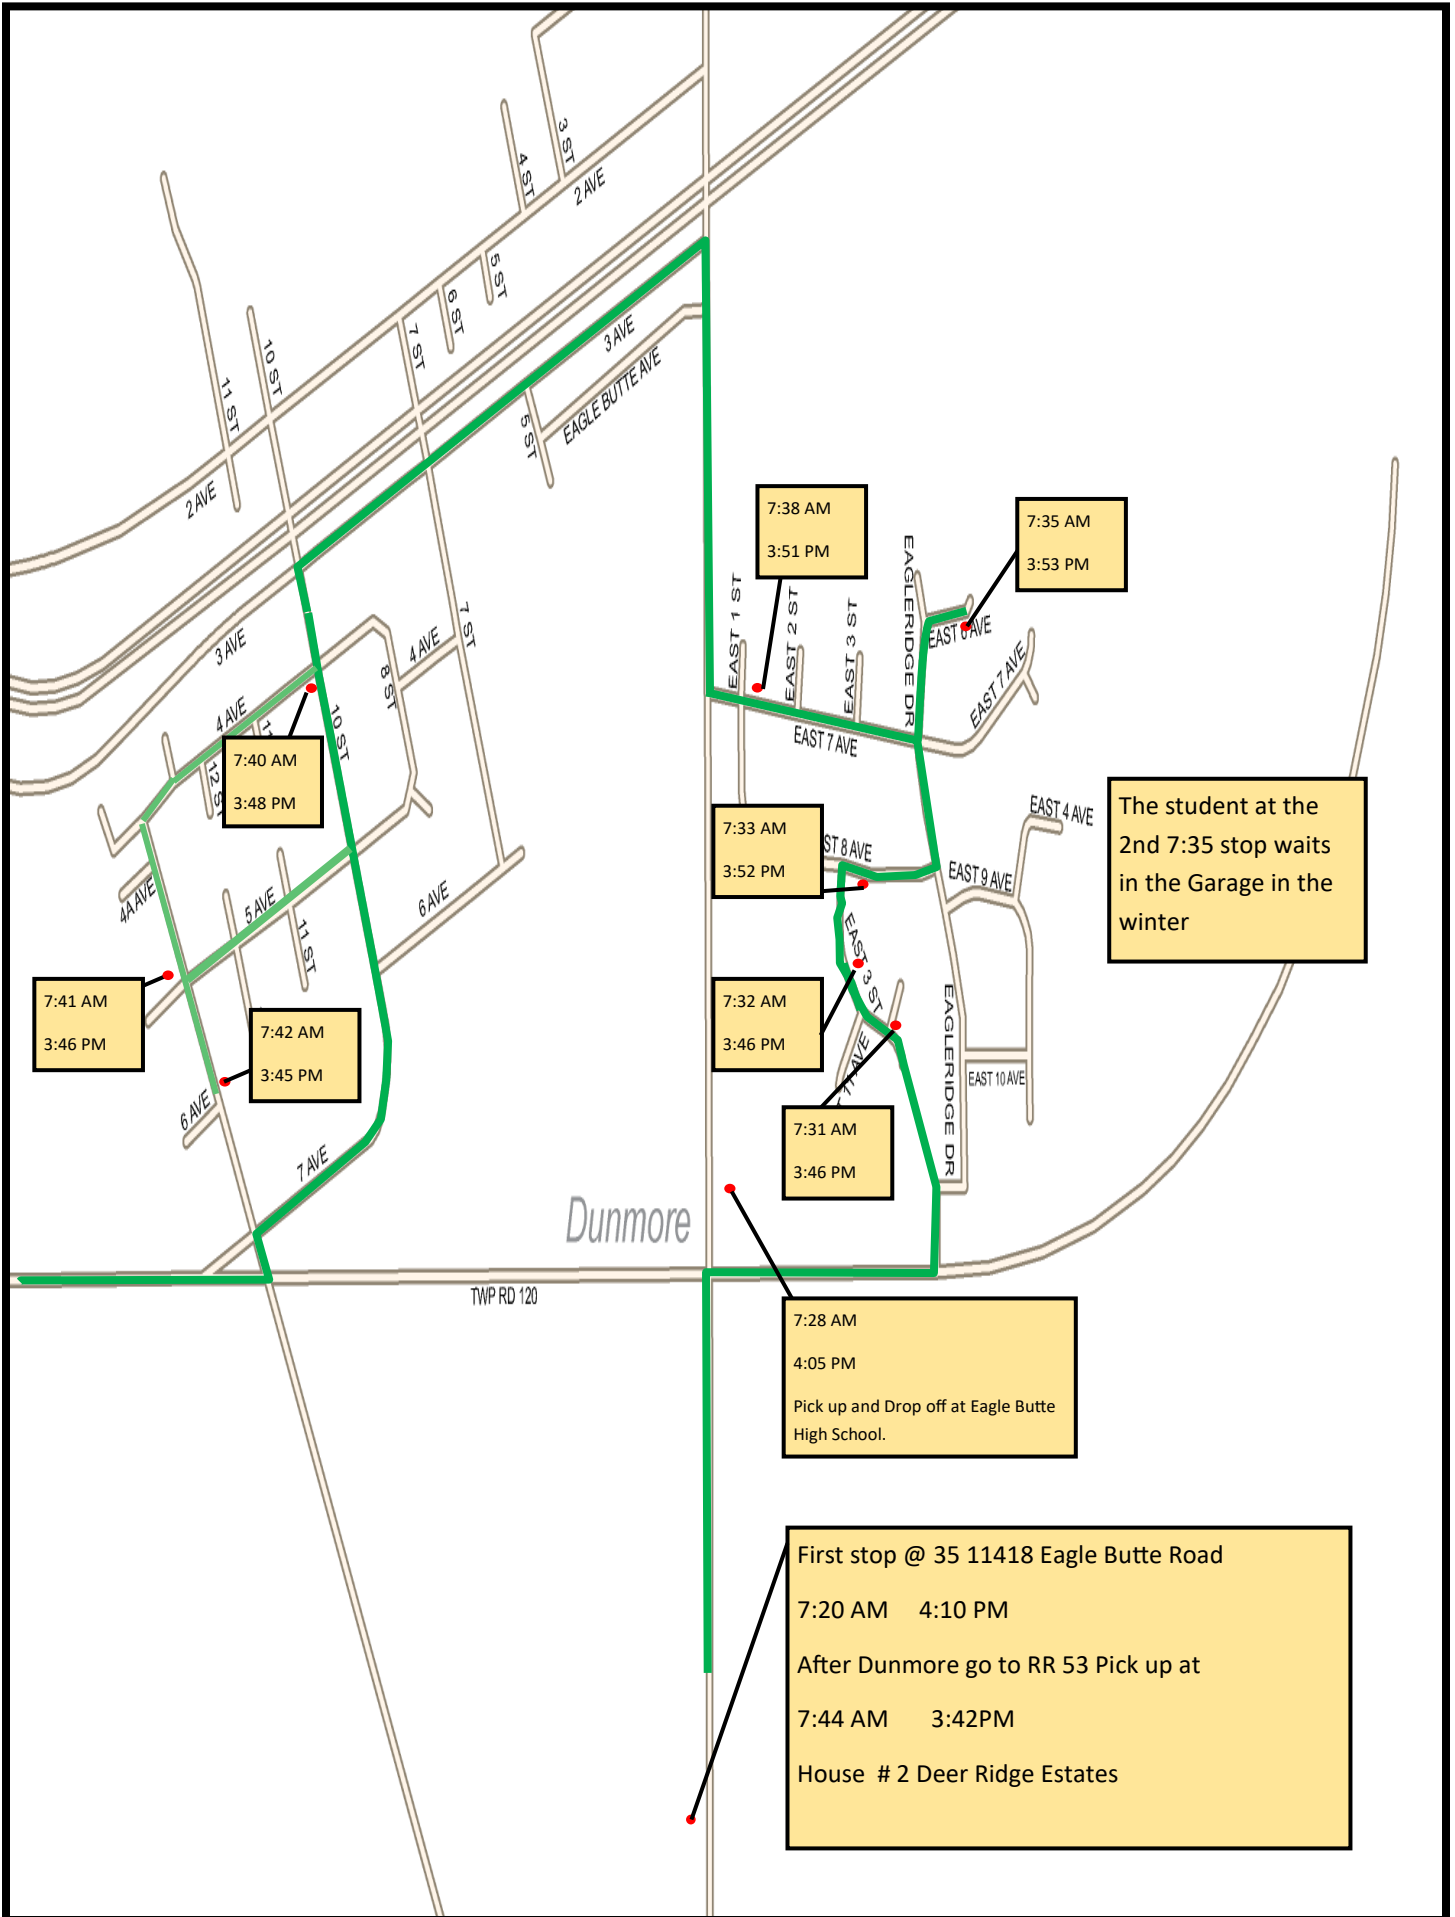 3 ST
4 ST
2 AVE
5 ST
6 ST
7 ST
10 ST
11 ST
2 AVE
3 AVE
EAGLE BUTTE AVE
5 ST
7:38 AM
3:51 PM
7:35 AM
3:53 PM
EAST 1 ST
EAST 2 ST
EAST 3 ST
EAGLERIDGE DR
EAST 6 AVE
EAST 7 AVE
EAST 7 AVE
3 AVE
4 AVE
7 ST
8 ST
4 AVE
10 ST
11
12 ST
7:40 AM
3:48 PM
The student at the
2nd 7:35 stop waits
in the Garage in the
winter
EAST 4 AVE
7:33 AM
3:52 PM
ST 8 AVE
EAST 9 AVE
4A AVE
5 AVE
11 ST
6 AVE
EAST 3 ST
7:41 AM
3:46 PM
7:42 AM
3:45 PM
7:32 AM
3:46 PM
EAGLERIDGE DR
EAST 10 AVE
T 11 AVE
6 AVE
7 AVE
7:31 AM
3:46 PM
Dunmore
TWP RD 120
7:28 AM
4:05 PM
Pick up and Drop off at Eagle Butte
High School.
First stop @ 35 11418 Eagle Butte Road
7:20 AM 4:10 PM
After Dunmore go to RR 53 Pick up at
7:44 AM 3:42PM
House # 2 Deer Ridge Estates